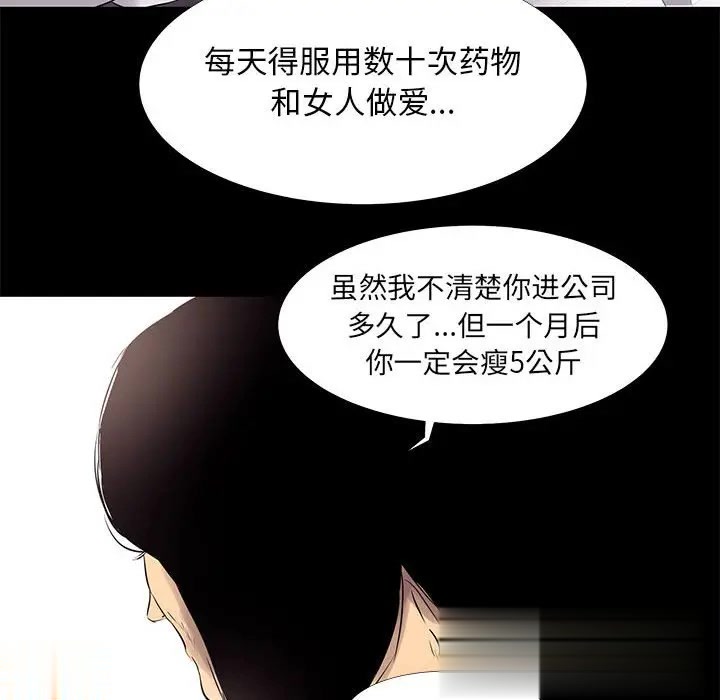 每天得服用数十次药物
和女人做爱...
虽然我不清楚你进公司
多久了...但一个月后
你一定会瘦5公斤